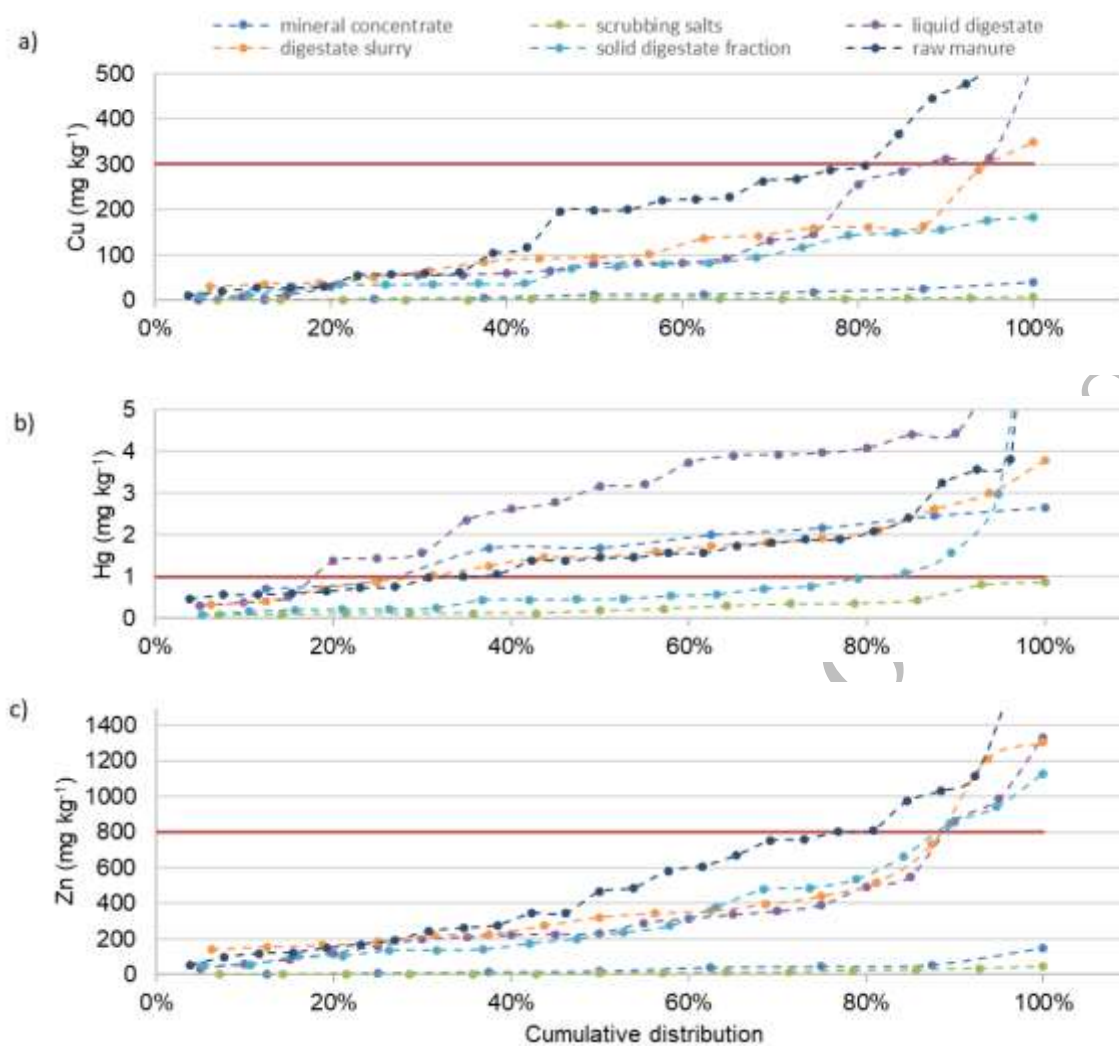 mineral concentrate scrubbing salts liquid digestate
digestate slurry solid digestate fraction raw manure
a)
500
400
300
200
100
0
Cu (mg kg⁻¹)
0% 20% 40% 60% 80% 100%
b)
5
4
3
2
1
0
Hg (mg kg⁻¹)
0% 20% 40% 60% 80% 100%
c)
1400
1200
1000
800
600
400
200
0
Zn (mg kg⁻¹)
0% 20% 40% 60% 80% 100%
Cumulative distribution